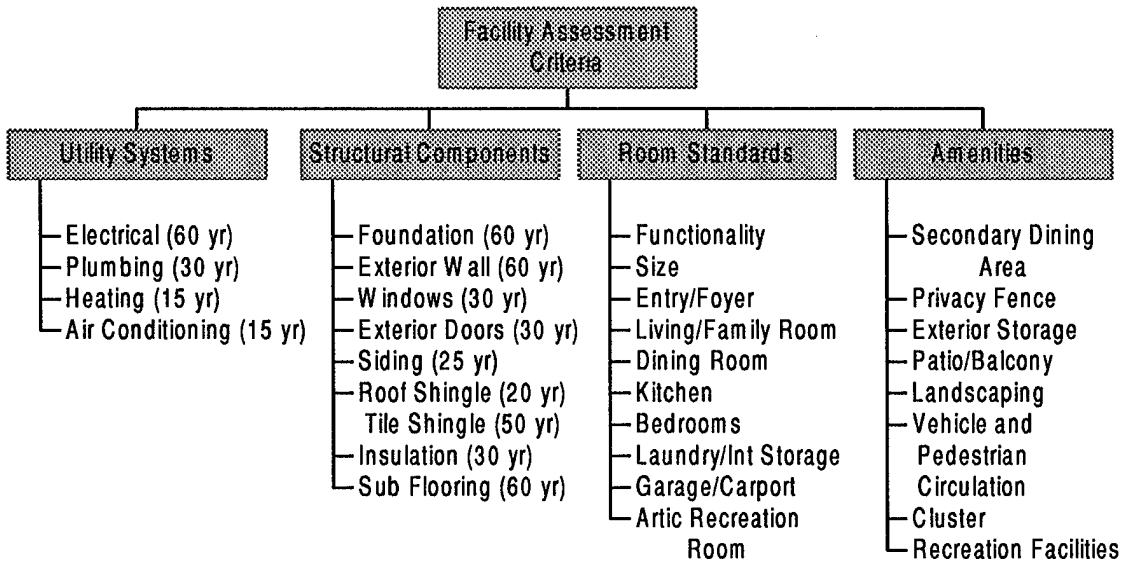 Facility Assessment
Criteria
Utility Systems
Electrical (60 yr)
Plumbing (30 yr)
Heating (15 yr)
Air Conditioning (15 yr)
Structural Components
Foundation (60 yr)
Exterior Wall (60 yr)
Windows (30 yr)
Exterior Doors (30 yr)
Siding (25 yr)
Roof Shingle (20 yr)
Tile Shingle (50 yr)
Insulation (30 yr)
Sub Flooring (60 yr)
Room Standards
Functionality
Size
Entry/Foyer
Living/Family Room
Dining Room
Kitchen
Bedrooms
Laundry/Int Storage
Garage/Carport
Artic Recreation
Room
Amenities
Secondary Dining
Area
Privacy Fence
Exterior Storage
Patio/Balcony
Landscaping
Vehicle and
Pedestrian
Circulation
Cluster
Recreation Facilities